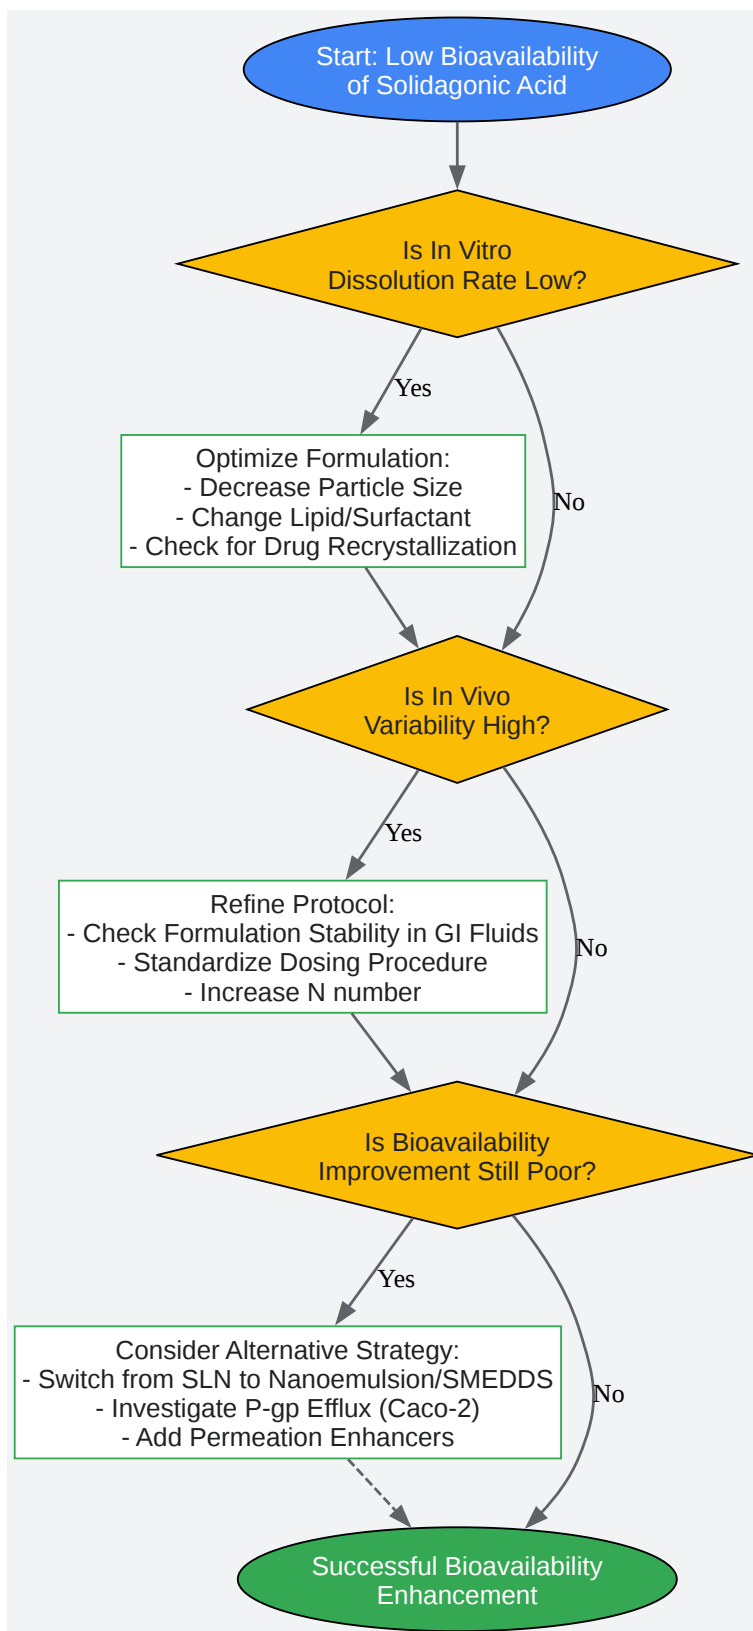 Start: Low Bioavailability
of Solidagonic Acid
Is In Vitro
Dissolution Rate Low?
Yes
Optimize Formulation:
- Decrease Particle Size
- Change Lipid/Surfactant
- Check for Drug Recrystallization
No
Is In Vivo
Variability High?
Yes
Refine Protocol:
- Check Formulation Stability in GI Fluids
- Standardize Dosing Procedure
- Increase N number
No
Is Bioavailability
Improvement Still Poor?
Yes
Consider Alternative Strategy:
- Switch from SLN to Nanoemulsion/SMEDDS
- Investigate P-gp Efflux (Caco-2)
- Add Permeation Enhancers
No
Successful Bioavailability
Enhancement